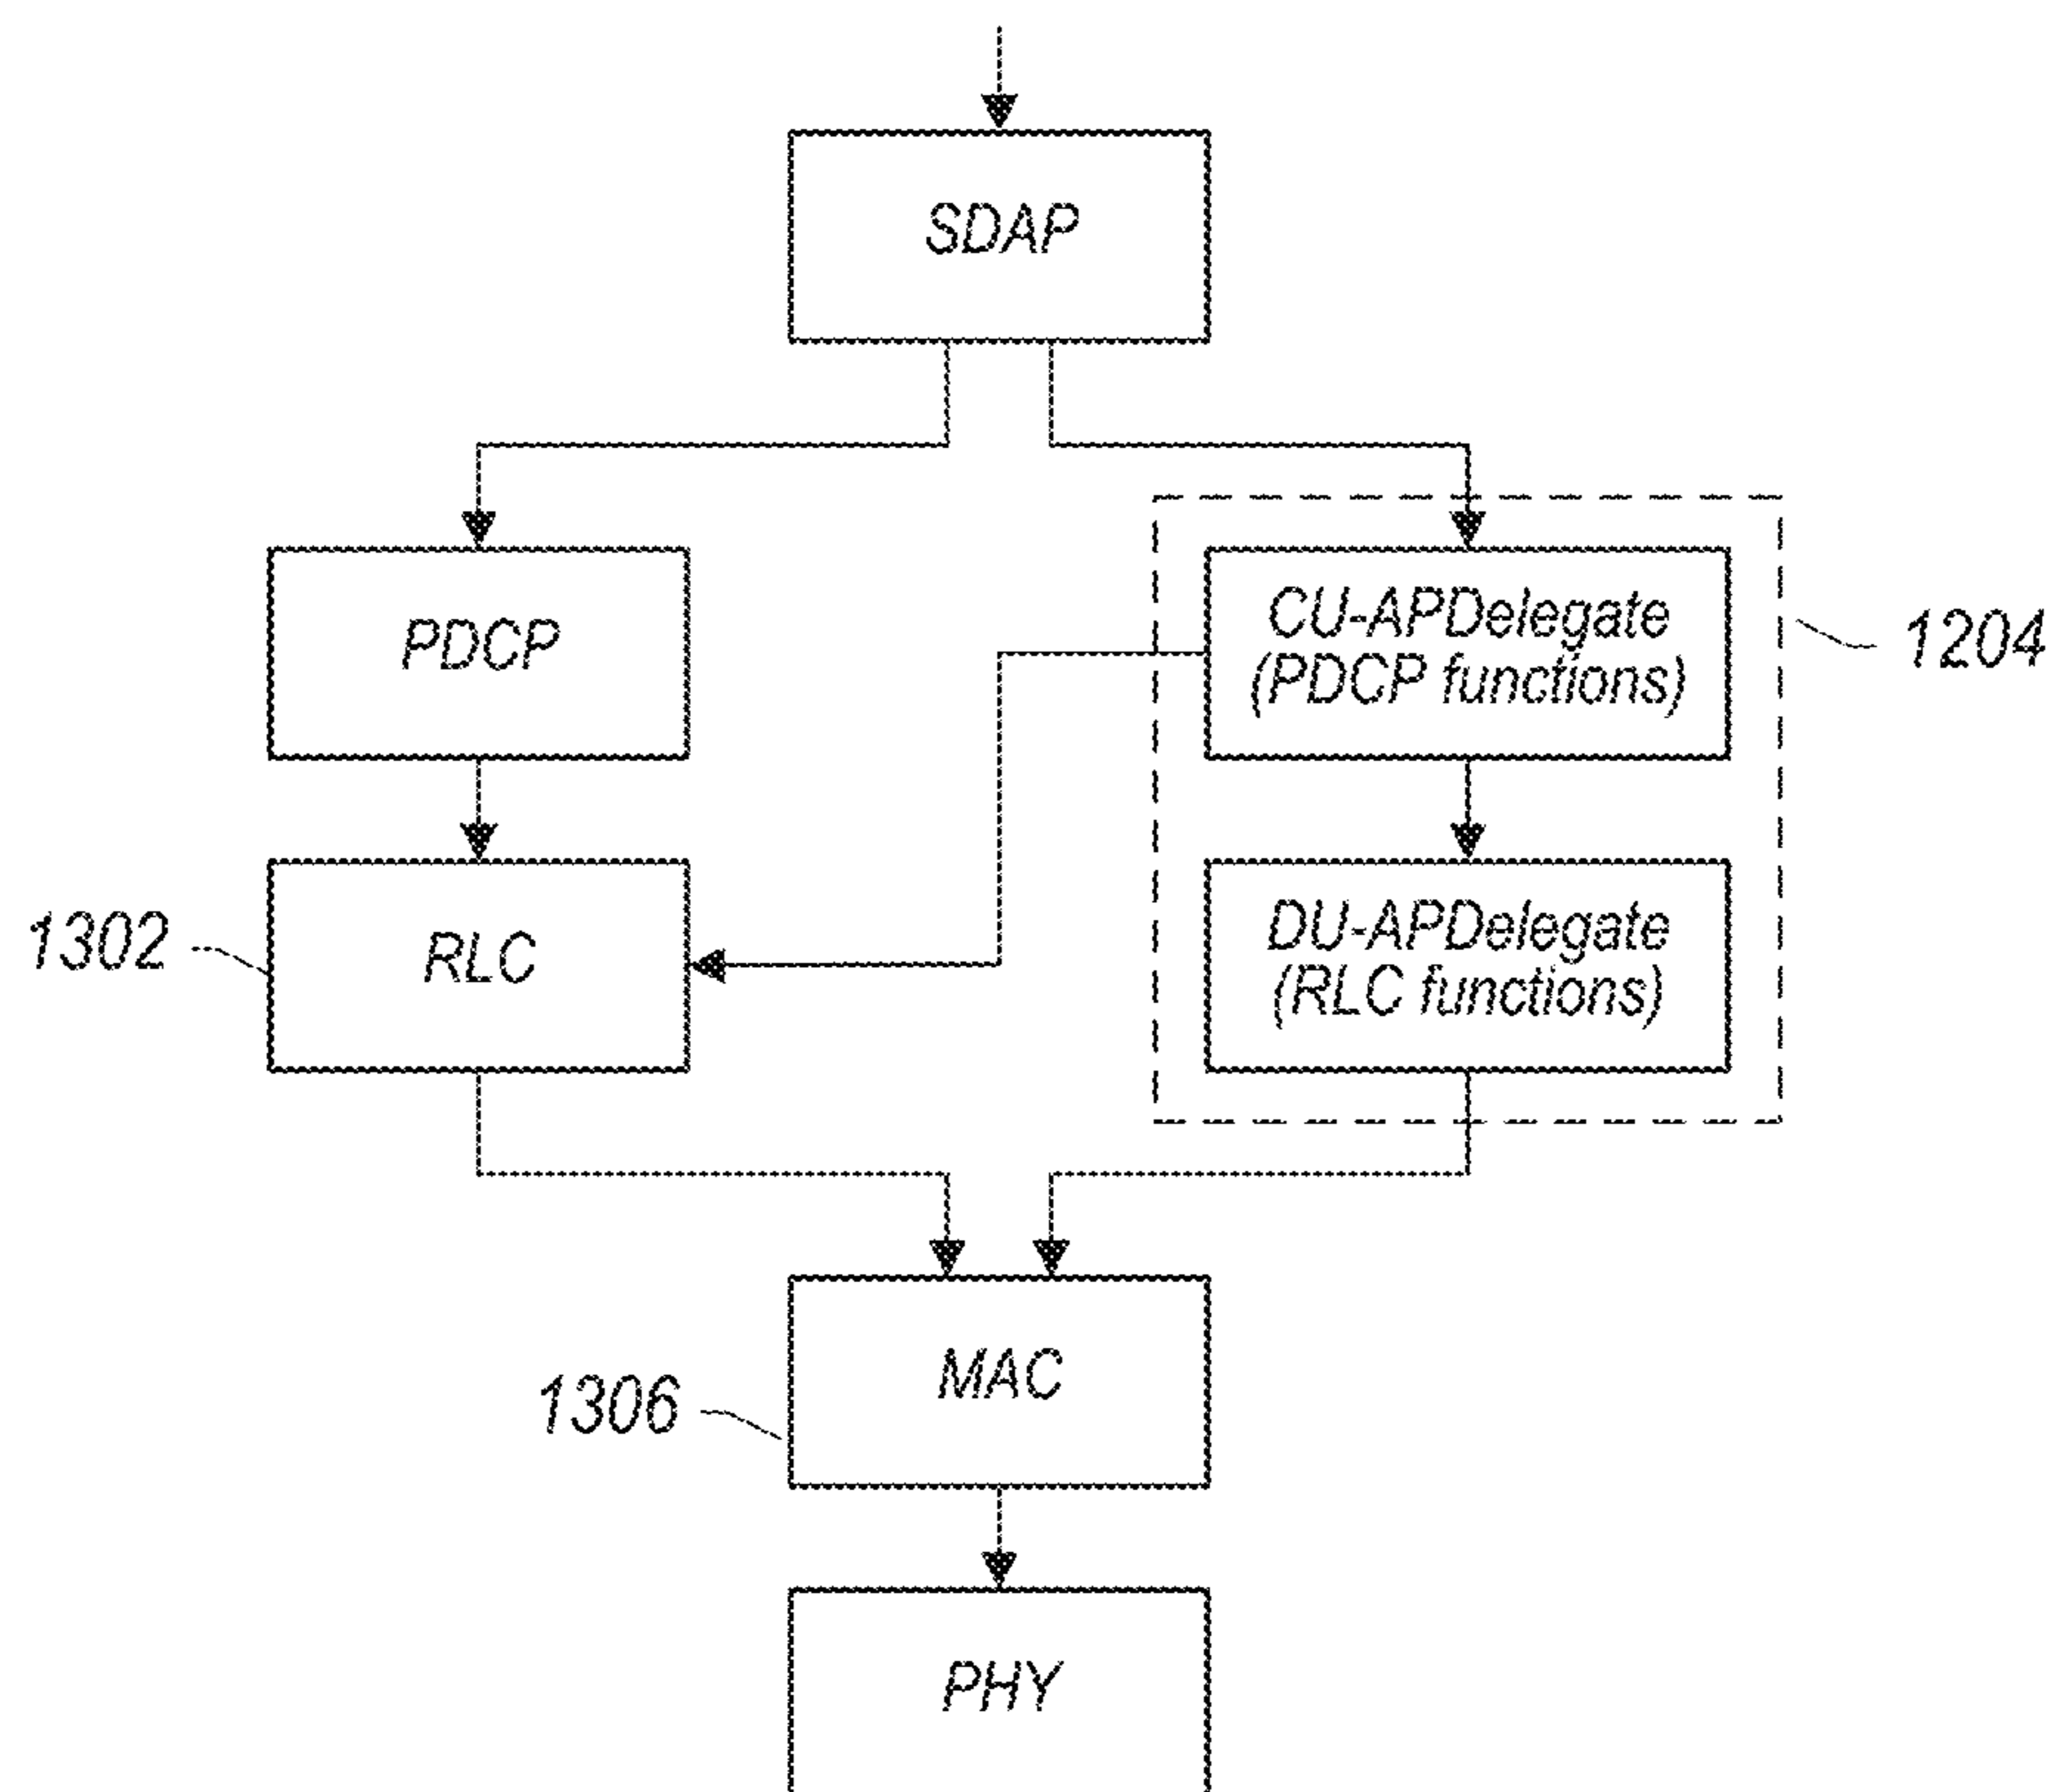 SDAP
PDCP
CU-APDelegate
(PDCP functions)
1204
1302
RLC
DU-APDelegate
(RLC functions)
MAC
1306
PHY